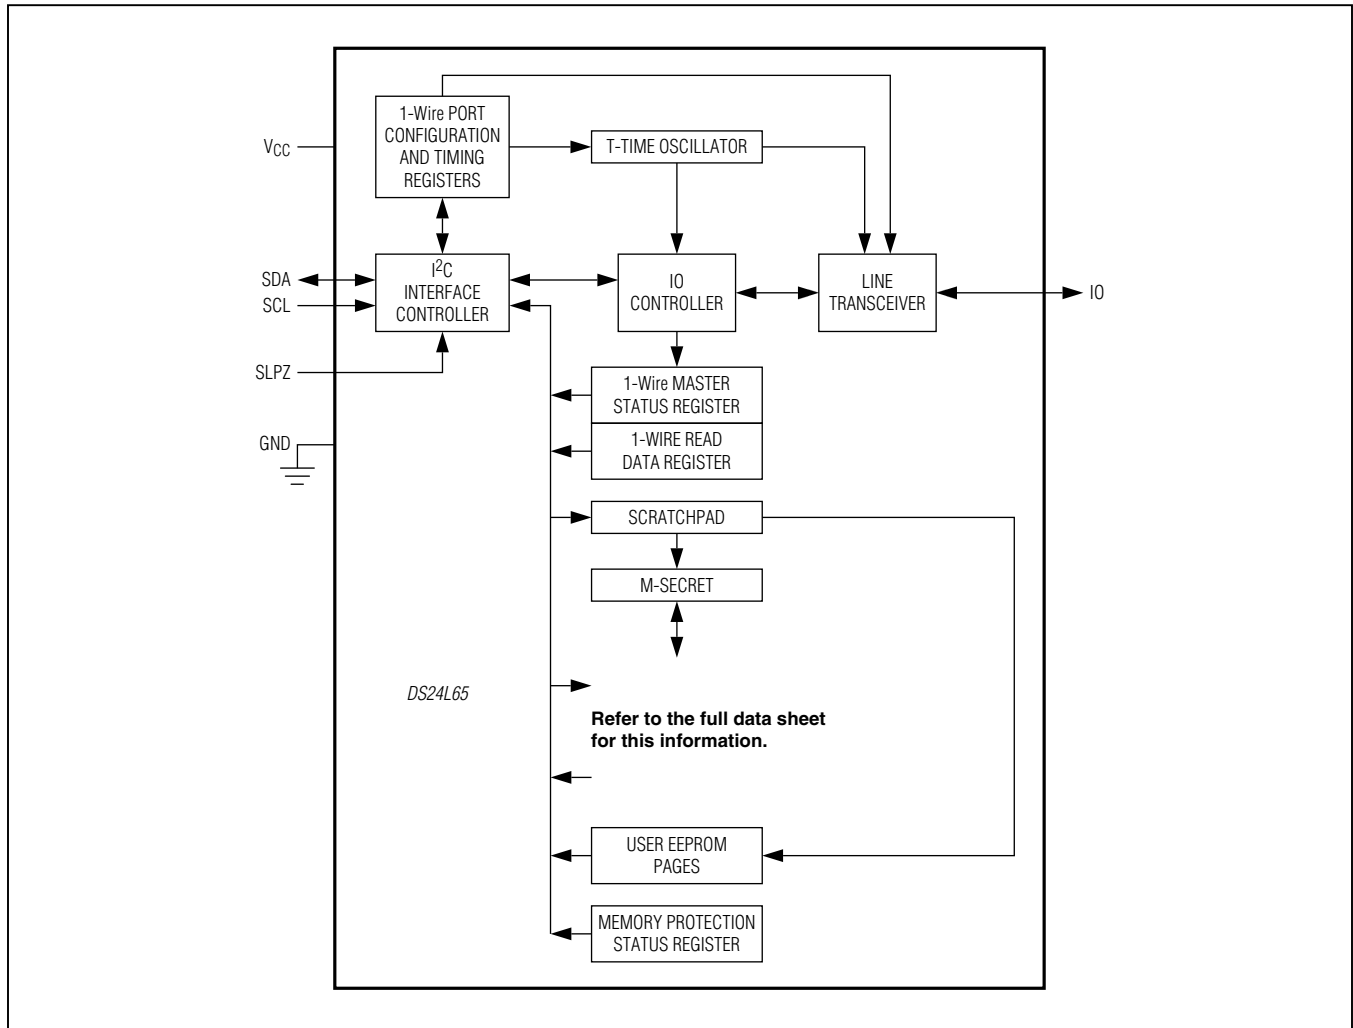 1-Wire PORT
CONFIGURATION
AND TIMING
REGISTERS
VCC
T-TIME OSCILLATOR
SDA
SCL
I2C
INTERFACE
CONTROLLER
IO
CONTROLLER
LINE
TRANSCEIVER
IO
SLPZ
1-Wire MASTER
STATUS REGISTER
GND
1-WIRE READ
DATA REGISTER
SCRATCHPAD
M-SECRET
DS24L65
Refer to the full data sheet
for this information.
USER EEPROM
PAGES
MEMORY PROTECTION
STATUS REGISTER